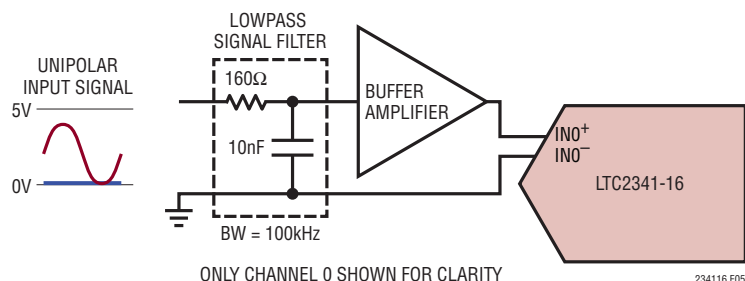 LOWPASS
SIGNAL FILTER
UNIPOLAR
INPUT SIGNAL
5V
0V
160Ω
10nF
BUFFER
AMPLIFIER
IN0+
IN0–
LTC2341-16
BW = 100kHz
ONLY CHANNEL 0 SHOWN FOR CLARITY
234116 F05